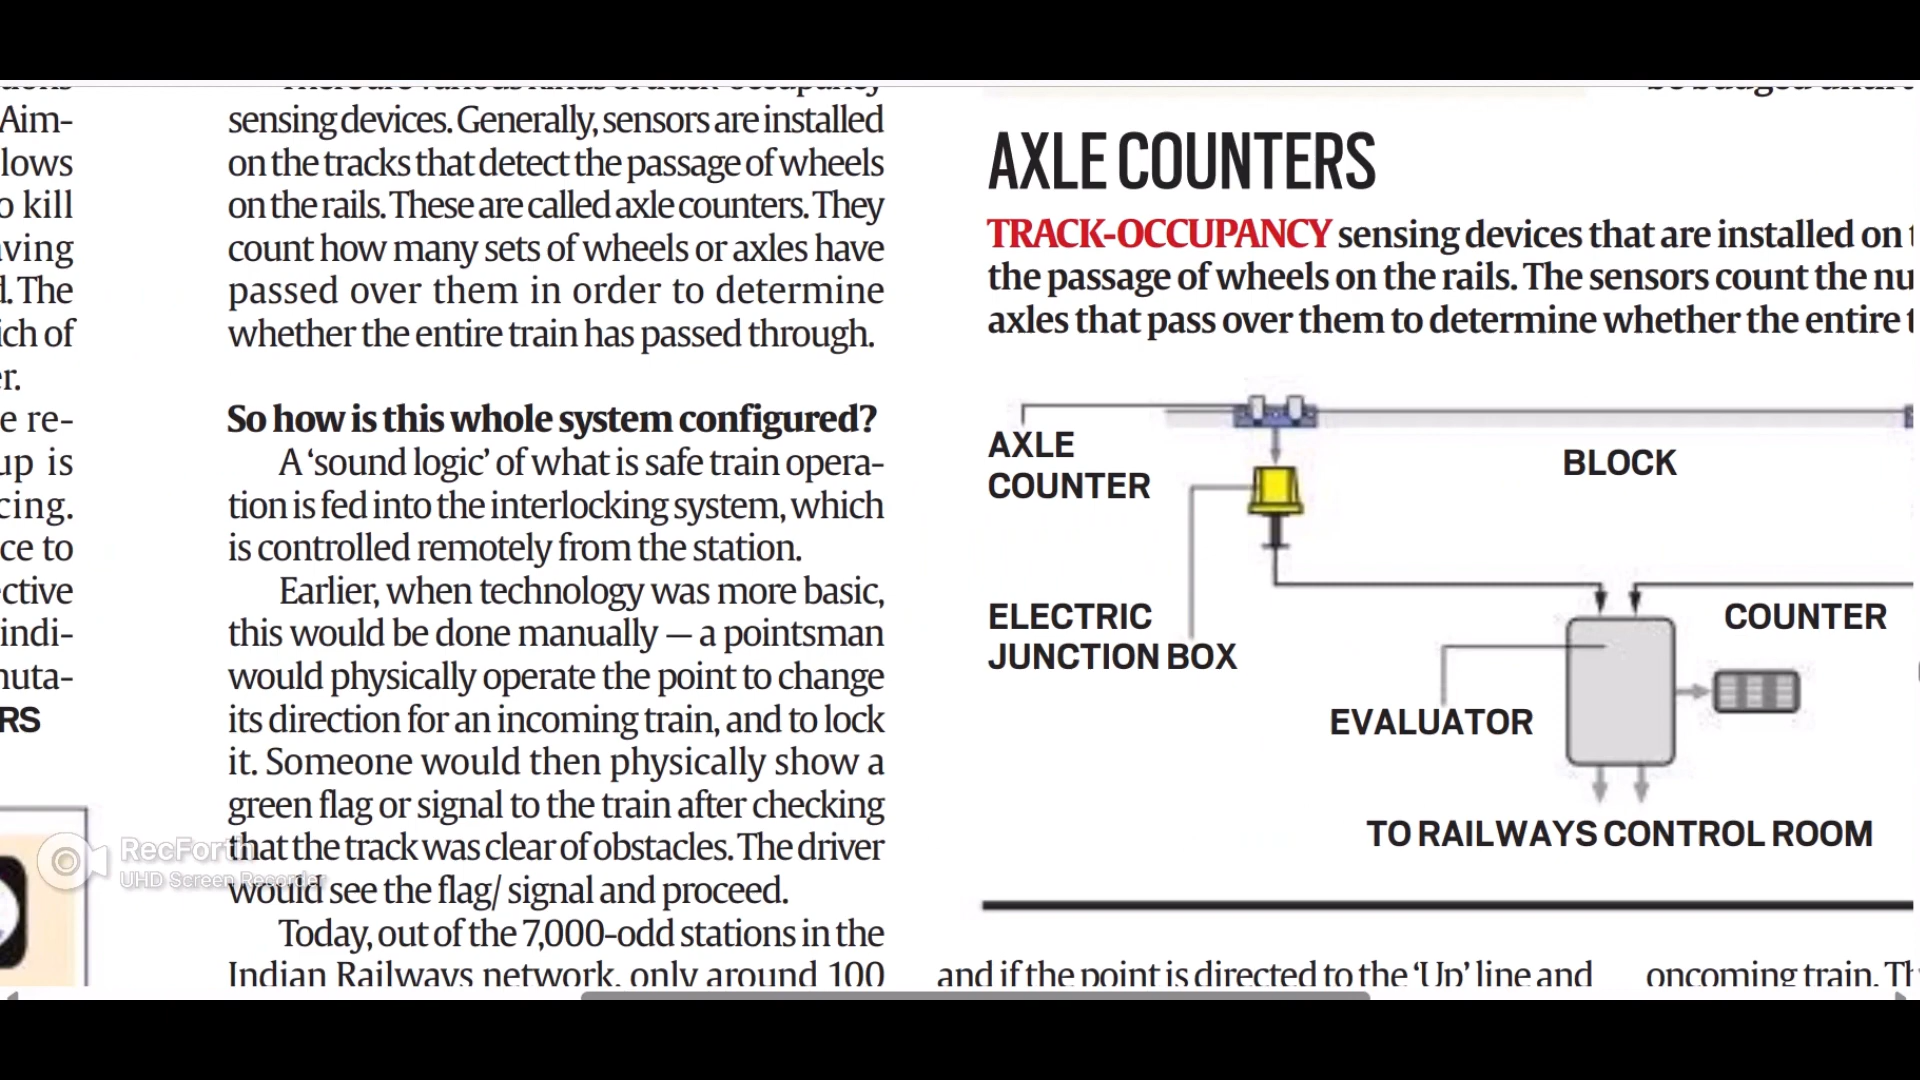 Aim-
lows
o kill
ving
d. The
ich of
er.
e re-
up is
cing.
ce to
ctive
indi-
nuta-
RS
sensing devices. Generally, sensors are installed
on the tracks that detect the passage of wheels
on the rails. These are called axle counters. They
count how many sets of wheels or axles have
passed over them in order to determine
whether the entire train has passed through.
So how is this whole system configured?
A ‘sound logic’ of what is safe train opera-
tion is fed into the interlocking system, which
is controlled remotely from the station.
Earlier, when technology was more basic,
this would be done manually — a pointsman
would physically operate the point to change
its direction for an incoming train, and to lock
it. Someone would then physically show a
green flag or signal to the train after checking
that the track was clear of obstacles. The driver
would see the flag/ signal and proceed.
Today, out of the 7,000-odd stations in the
Indian Railways network, only around 100
AXLE COUNTERS
TRACK-OCCUPANCY sensing devices that are installed on t
the passage of wheels on the rails. The sensors count the nu
axles that pass over them to determine whether the entire t
AXLE
COUNTER
BLOCK
ELECTRIC
JUNCTION BOX
COUNTER
EVALUATOR
TO RAILWAYS CONTROL ROOM
and if the point is directed to the ‘Up’ line and
oncoming train. Th
RecForth
UHD Screen Recorder